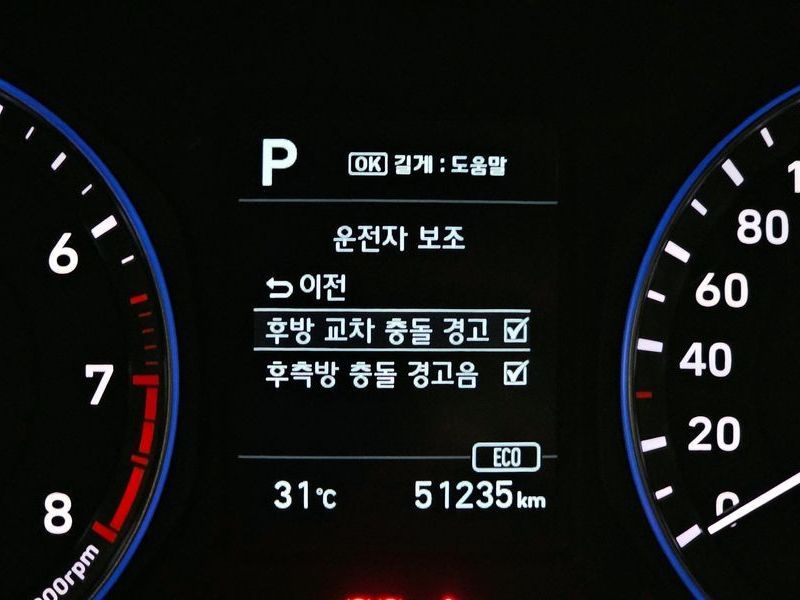 P
OK 길게 : 도움말
운전자 보조
이전
후방 교차 충돌 경고
후측방 충돌 경고음
ECO
31℃
51235km
6
7
8
80
60
40
20
0